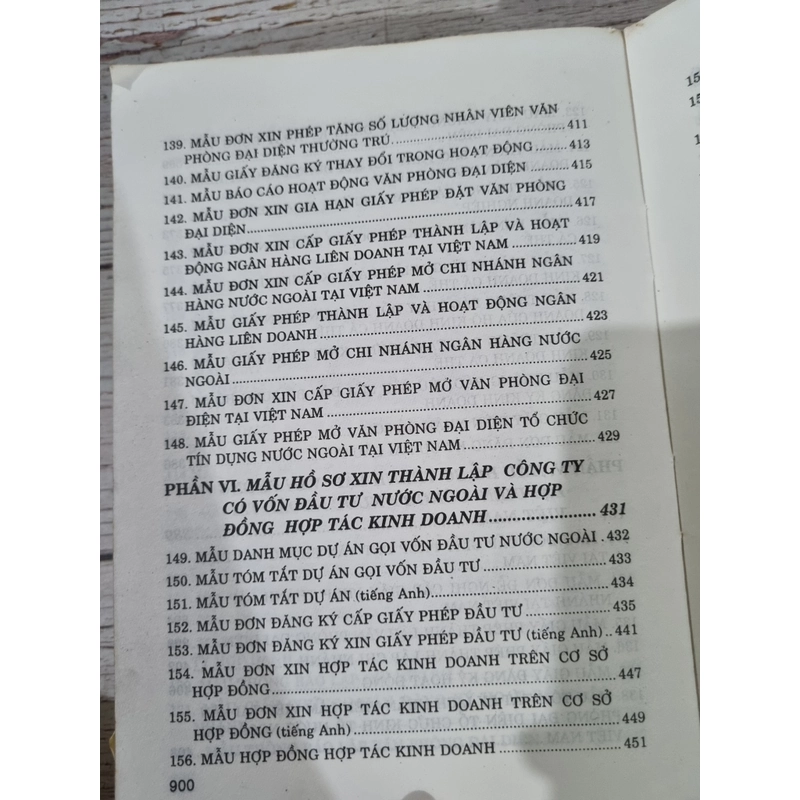 139. MẪU ĐƠN XIN PHÉP TĂNG SỐ LƯỢNG NHÂN VIÊN VĂN
PHÒNG ĐẠI DIỆN THƯỜNG TRÚ.............................411
140. MẪU GIẤY ĐĂNG KÝ THAY ĐỔI TRONG HOẠT ĐỘNG..........413
141. MẪU BÁO CÁO HOẠT ĐỘNG VĂN PHÒNG ĐẠI DIỆN..........415
142. MẪU ĐƠN XIN GIA HẠN GIẤY PHÉP ĐẶT VĂN PHÒNG
ĐẠI DIỆN..........................................................417
143. MẪU ĐƠN XIN CẤP GIẤY PHÉP THÀNH LẬP VÀ HOẠT
ĐỘNG NGÂN HÀNG LIÊN DOANH TẠI VIỆT NAM..........419
144. MẪU ĐƠN XIN CẤP GIẤY PHÉP MỞ CHI NHÁNH NGÂN
HÀNG NƯỚC NGOÀI TẠI VIỆT NAM..........................421
145. MẪU GIẤY PHÉP THÀNH LẬP VÀ HOẠT ĐỘNG NGÂN
HÀNG LIÊN DOANH..............................................423
146. MẪU GIẤY PHÉP MỞ CHI NHÁNH NGÂN HÀNG NƯỚC
NGOÀI.............................................................425
147. MẪU ĐƠN XIN CẤP GIẤY PHÉP MỞ VĂN PHÒNG ĐẠI
DIỆN TẠI VIỆT NAM..............................................427
148. MẪU GIẤY PHÉP MỞ VĂN PHÒNG ĐẠI DIỆN TỔ CHỨC
TÍN DỤNG NƯỚC NGOÀI TẠI VIỆT NAM....................429
PHẦN VI. MẪU HỒ SƠ XIN THÀNH LẬP CÔNG TY
CÓ VỐN ĐẦU TƯ NƯỚC NGOÀI VÀ HỢP
ĐỒNG HỢP TÁC KINH DOANH......................431
149. MẪU DANH MỤC DỰ ÁN GỌI VỐN ĐẦU TƯ NƯỚC NGOÀI . 432
150. MẪU TÓM TẮT DỰ ÁN GỌI VỐN ĐẦU TƯ....................433
151. MẪU TÓM TẮT DỰ ÁN (tiếng Anh)............................434
152. MẪU ĐƠN ĐĂNG KÝ CẤP GIẤY PHÉP ĐẦU TƯ..............435
153. MẪU ĐƠN ĐĂNG KÝ XIN GIẤY PHÉP ĐẦU TƯ (tiếng Anh)..441
154. MẪU ĐƠN XIN HỢP TÁC KINH DOANH TRÊN CƠ SỞ
HỢP ĐỒNG........................................................447
155. MẪU ĐƠN XIN HỢP TÁC KINH DOANH TRÊN CƠ SỞ
HỢP ĐỒNG (tiếng Anh)..........................................449
156. MẪU HỢP ĐỒNG HỢP TÁC KINH DOANH....................451
900